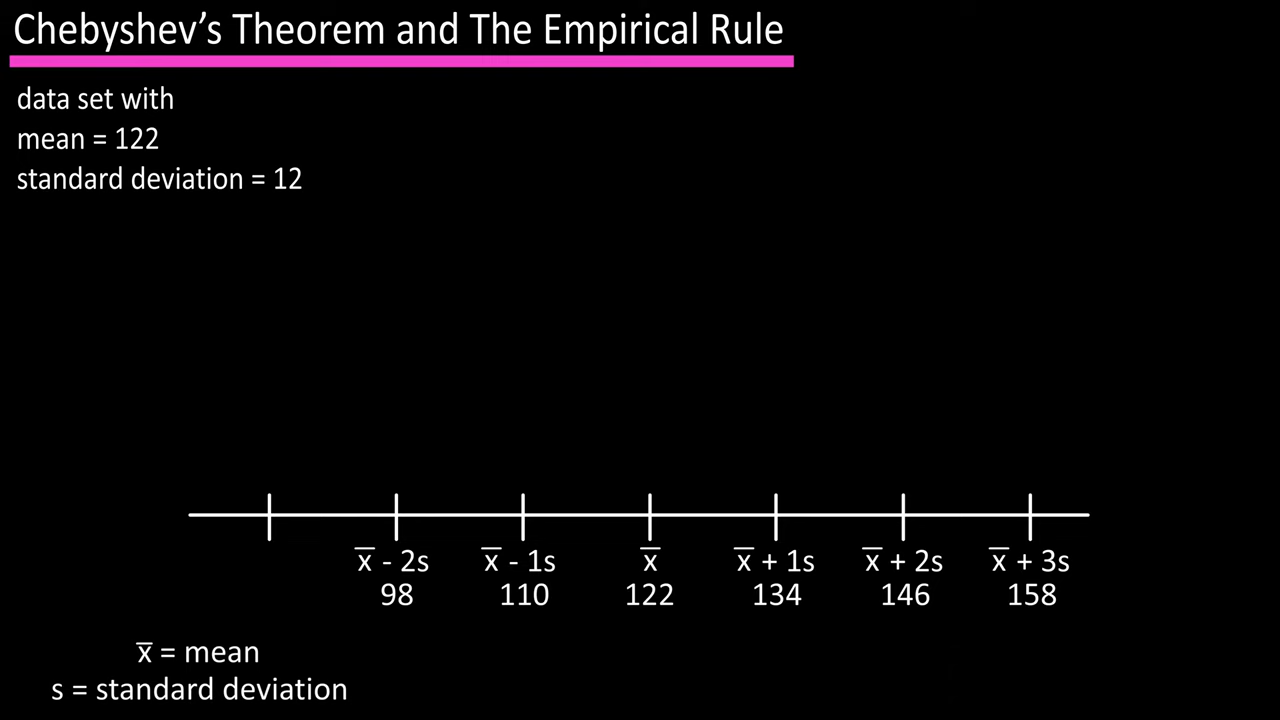 Chebyshev’s Theorem and The Empirical Rule
data set with
mean = 122
standard deviation = 12
x̅ - 2s x̅ - 1s x̅ x̅ + 1s x̅ + 2s x̅ + 3s
98 110 122 134 146 158
x̅ = mean
s = standard deviation